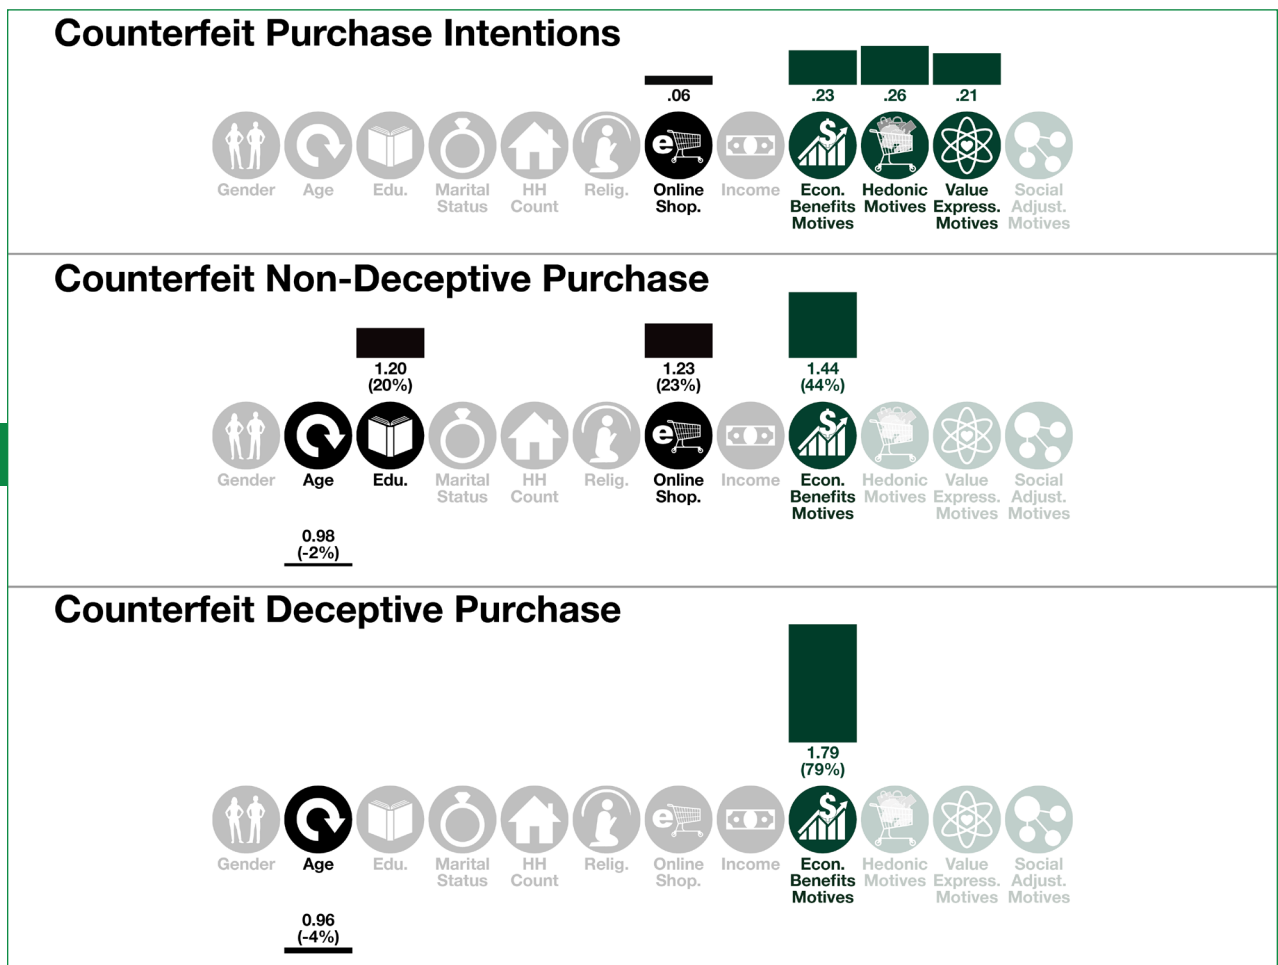 Counterfeit Purchase Intentions
.06 .23 .26 .21
e $
Gender Age Edu. Marital Status HH Count Relig. Online Shop. Income Econ. Benefits Motives Hedonic Motives Value Express. Motives Social Adjust. Motives
Counterfeit Non-Deceptive Purchase
1.20 (20%) 1.23 (23%) 1.44 (44%)
e $
Gender Age Edu. Marital Status HH Count Relig. Online Shop. Income Econ. Benefits Motives Hedonic Motives Value Express. Motives Social Adjust. Motives
0.98
(-2%)
Counterfeit Deceptive Purchase
1.79
(79%)
e $
Gender Age Edu. Marital Status HH Count Relig. Online Shop. Income Econ. Benefits Motives Hedonic Motives Value Express. Motives Social Adjust. Motives
0.96
(-4%)